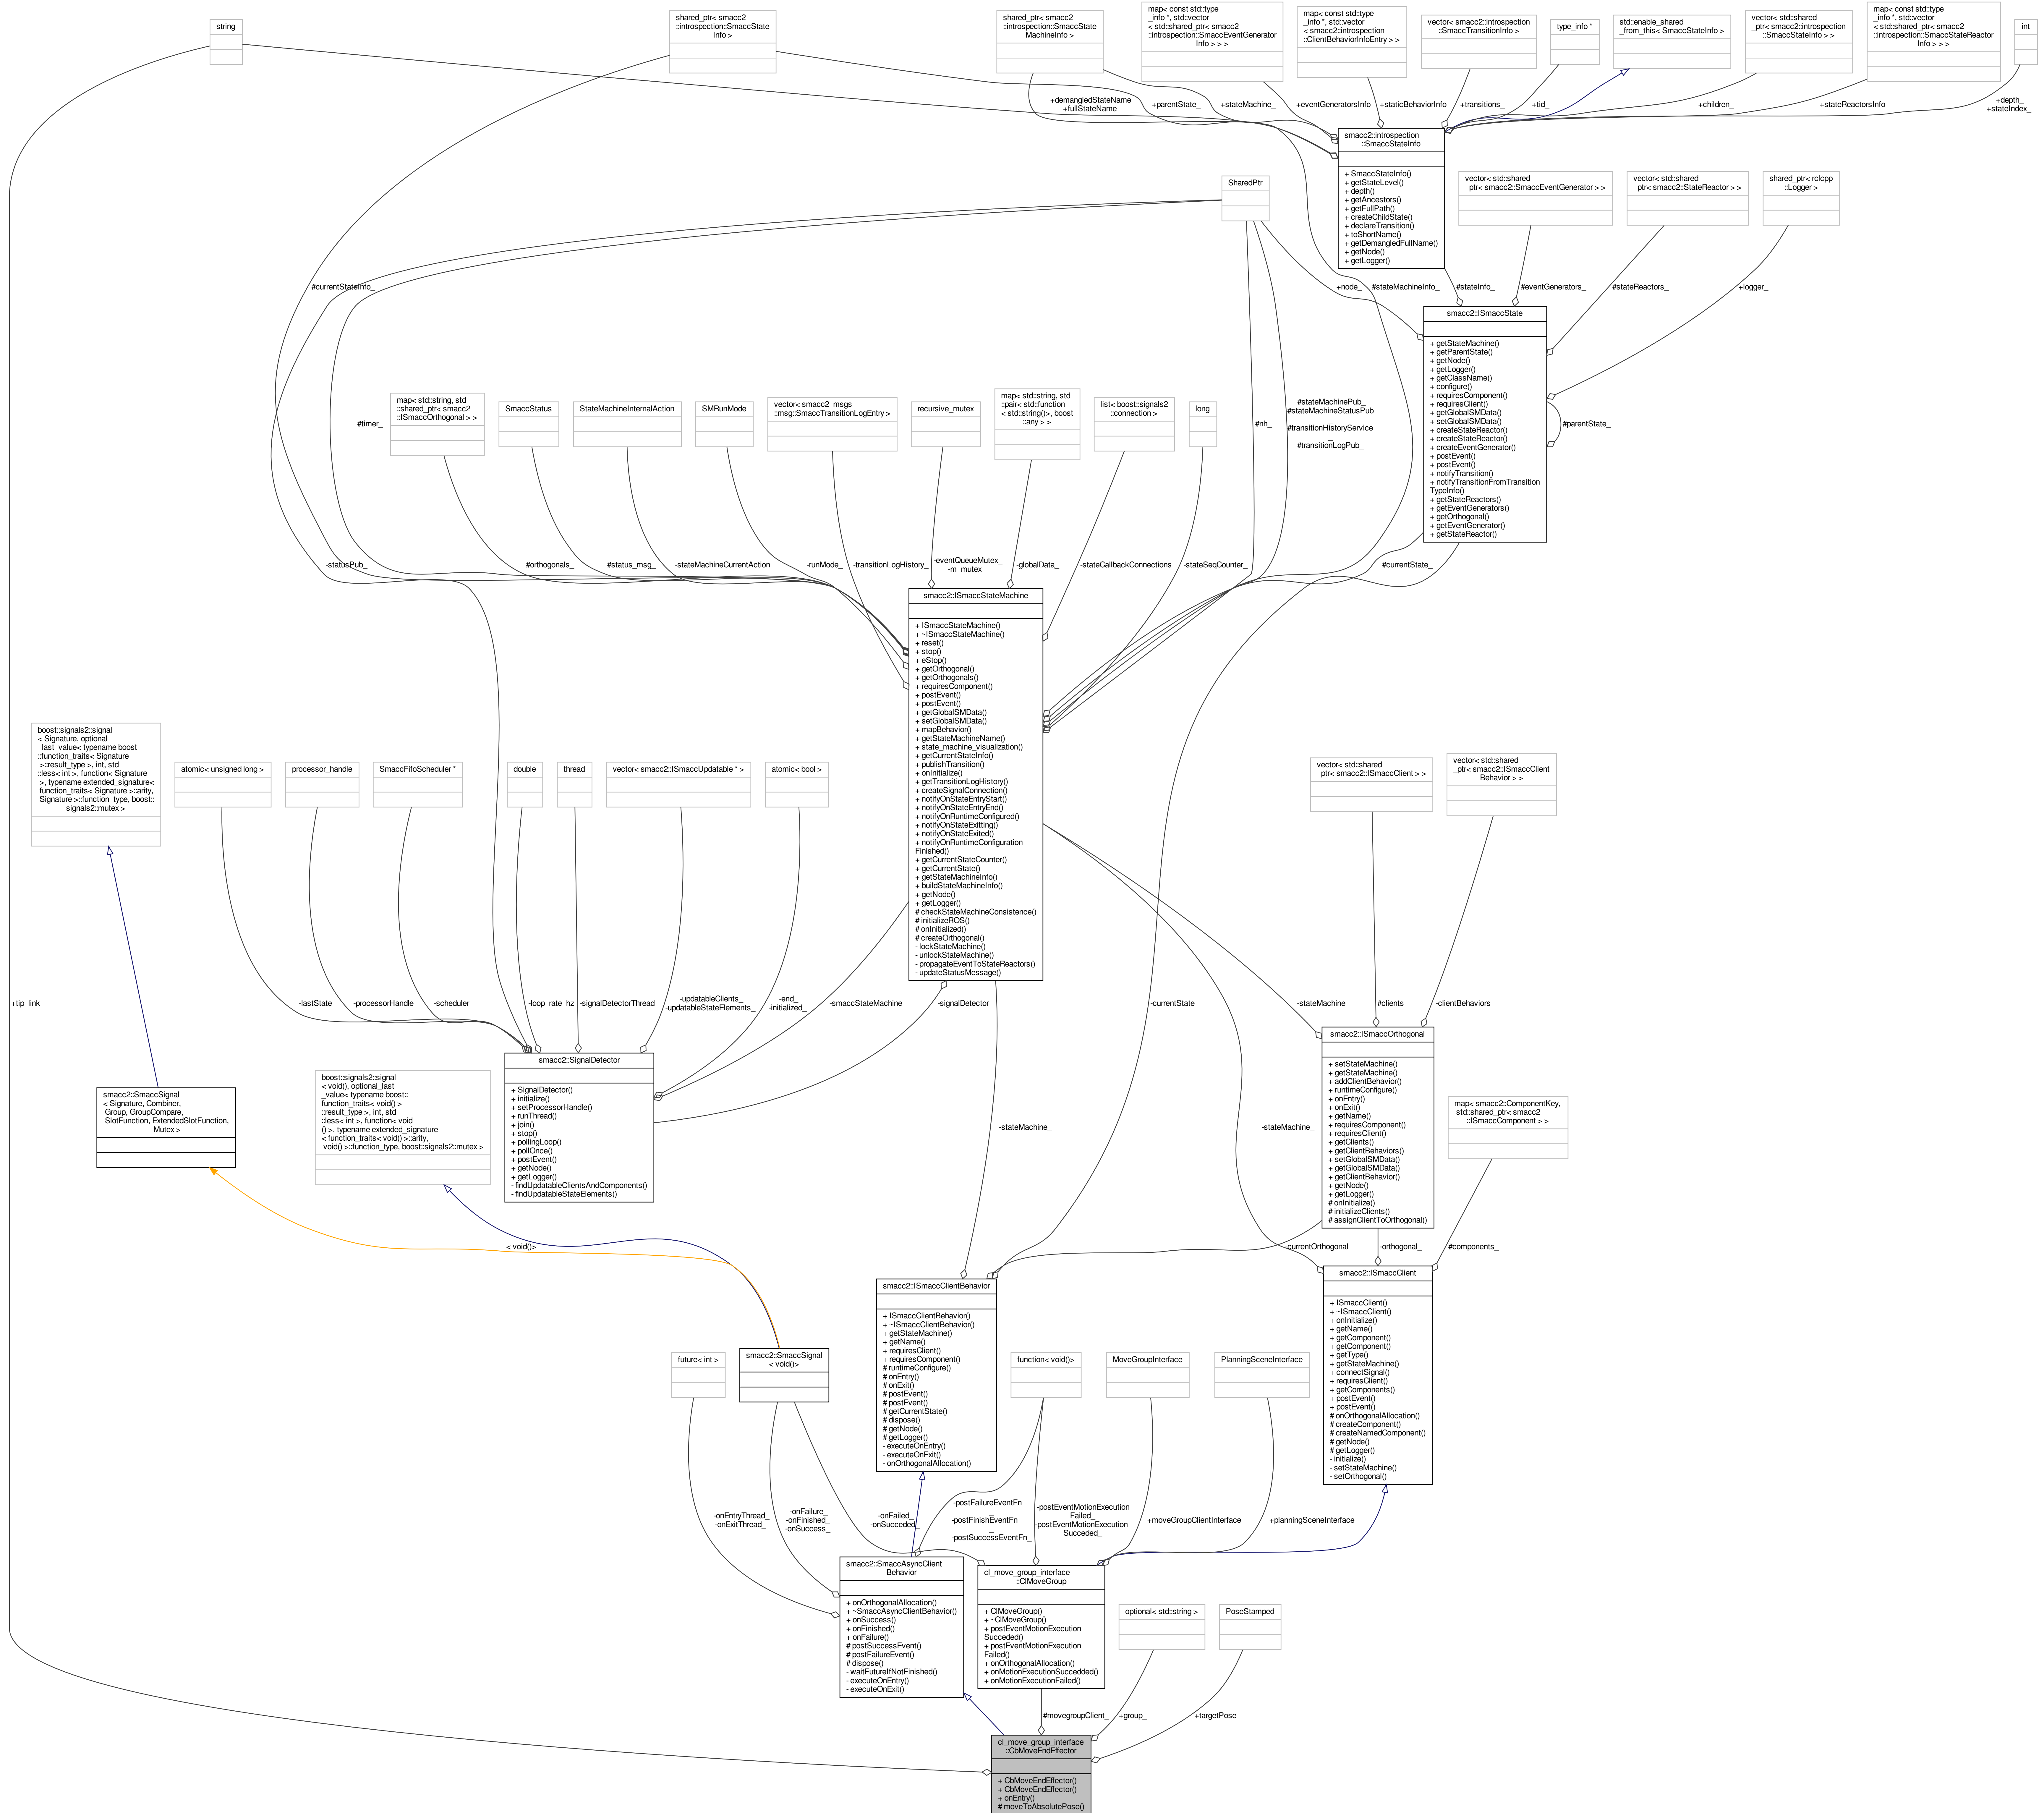 string
shared_ptr< smacc2
::introspection::SmaccState
Info >
shared_ptr< smacc2
::introspection::SmaccState
MachineInfo >
map< const std::type
_info *, std::vector
< std::shared_ptr< smacc2
::introspection::SmaccEventGenerator
Info > > >
map< const std::type
_info *, std::vector
< smacc2::introspection
::ClientBehaviorInfoEntry > >
vector< smacc2::introspection
::SmaccTransitionInfo >
type_info *
std::enable_shared
_from_this< SmaccStateInfo >
vector< std::shared
_ptr< smacc2::introspection
::SmaccStateInfo > >
map< const std::type
_info *, std::vector
< std::shared_ptr< smacc2
::introspection::SmaccStateReactor
Info > > >
int
+demangledStateName
+fullStateName
+parentState_
+stateMachine_
+eventGeneratorsInfo
+staticBehaviorInfo
+transitions_
+tid_
+children_
+stateReactorsInfo
+depth_
+stateIndex_
smacc2::introspection
::SmaccStateInfo
+ SmaccStateInfo()
+ getStateLevel()
+ depth()
+ getAncestors()
+ getFullPath()
+ createChildState()
+ declareTransition()
+ toShortName()
+ getDemangledFullName()
+ getNode()
+ getLogger()
SharedPtr
vector< std::shared
_ptr< smacc2::SmaccEventGenerator > >
vector< std::shared
_ptr< smacc2::StateReactor > >
shared_ptr< rclcpp
::Logger >
#currentStateInfo_
+node_
#stateMachineInfo_
#stateInfo_
#eventGenerators_
#stateReactors_
+logger_
smacc2::ISmaccState
+ getStateMachine()
+ getParentState()
+ getNode()
+ getLogger()
+ getClassName()
+ configure()
+ requiresComponent()
+ requiresClient()
+ getGlobalSMData()
+ setGlobalSMData()
+ createStateReactor()
+ createStateReactor()
+ createEventGenerator()
+ postEvent()
+ postEvent()
+ notifyTransition()
+ notifyTransitionFromTransition
TypeInfo()
+ getStateReactors()
+ getEventGenerators()
+ getOrthogonal()
+ getEventGenerator()
+ getStateReactor()
#parentState_
map< std::string, std
::shared_ptr< smacc2
::ISmaccOrthogonal > >
SmaccStatus
StateMachineInternalAction
SMRunMode
vector< smacc2_msgs
::msg::SmaccTransitionLogEntry >
recursive_mutex
map< std::string, std
::pair< std::function
< std::string()>, boost
::any > >
list< boost::signals2
::connection >
long
#timer_
#nh_
#stateMachinePub_
#stateMachineStatusPub
_
#transitionHistoryService
_
#transitionLogPub_
-statusPub_
#orthogonals_
#status_msg_
-stateMachineCurrentAction
-runMode_
-transitionLogHistory_
-eventQueueMutex_
-m_mutex_
-globalData_
-stateCallbackConnections
-stateSeqCounter_
#currentState_
smacc2::ISmaccStateMachine
+ ISmaccStateMachine()
+ ~ISmaccStateMachine()
+ reset()
+ stop()
+ eStop()
+ getOrthogonal()
+ getOrthogonals()
+ requiresComponent()
+ postEvent()
+ postEvent()
+ getGlobalSMData()
+ setGlobalSMData()
+ mapBehavior()
+ getStateMachineName()
+ state_machine_visualization()
+ getCurrentStateInfo()
+ publishTransition()
+ onInitialize()
+ getTransitionLogHistory()
+ createSignalConnection()
+ notifyOnStateEntryStart()
+ notifyOnStateEntryEnd()
+ notifyOnRuntimeConfigured()
+ notifyOnStateExitting()
+ notifyOnStateExited()
+ notifyOnRuntimeConfiguration
Finished()
+ getCurrentStateCounter()
+ getCurrentState()
+ getStateMachineInfo()
+ buildStateMachineInfo()
+ getNode()
+ getLogger()
# checkStateMachineConsistence()
# initializeROS()
# onInitialized()
# createOrthogonal()
- lockStateMachine()
- unlockStateMachine()
- propagateEventToStateReactors()
- updateStatusMessage()
boost::signals2::signal
< Signature, optional
_last_value< typename boost
::function_traits< Signature
>::result_type >, int, std
::less< int >, function< Signature
>, typename extended_signature<
function_traits< Signature >::arity,
Signature >::function_type, boost::
signals2::mutex >
atomic< unsigned long >
processor_handle
SmaccFifoScheduler *
double
thread
vector< smacc2::ISmaccUpdatable * >
atomic< bool >
vector< std::shared
_ptr< smacc2::ISmaccClient > >
vector< std::shared
_ptr< smacc2::ISmaccClient
Behavior > >
+tip_link_
-lastState_
-processorHandle_
-scheduler_
-loop_rate_hz
-signalDetectorThread_
-updatableClients_
-updatableStateElements_
-end_
-initialized_
-smaccStateMachine_
-signalDetector_
-currentState
-stateMachine_
#clients_
-clientBehaviors_
smacc2::SignalDetector
+ SignalDetector()
+ initialize()
+ setProcessorHandle()
+ runThread()
+ join()
+ stop()
+ pollingLoop()
+ pollOnce()
+ postEvent()
+ getNode()
+ getLogger()
- findUpdatableClientsAndComponents()
- findUpdatableStateElements()
smacc2::ISmaccOrthogonal
+ setStateMachine()
+ getStateMachine()
+ addClientBehavior()
+ runtimeConfigure()
+ onEntry()
+ onExit()
+ getName()
+ requiresComponent()
+ requiresClient()
+ getClients()
+ getClientBehaviors()
+ setGlobalSMData()
+ getGlobalSMData()
+ getClientBehavior()
+ getNode()
+ getLogger()
# onInitialize()
# initializeClients()
# assignClientToOrthogonal()
smacc2::SmaccSignal
< Signature, Combiner,
Group, GroupCompare,
SlotFunction, ExtendedSlotFunction,
Mutex >
boost::signals2::signal
< void(), optional_last
_value< typename boost::
function_traits< void() >
::result_type >, int, std
::less< int >, function< void
() >, typename extended_signature
< function_traits< void() >::arity,
void() >::function_type, boost::signals2::mutex >
map< smacc2::ComponentKey,
std::shared_ptr< smacc2
::ISmaccComponent > >
-stateMachine_
-stateMachine_
< void()>
-currentOrthogonal
-orthogonal_
#components_
smacc2::ISmaccClientBehavior
+ ISmaccClientBehavior()
+ ~ISmaccClientBehavior()
+ getStateMachine()
+ getName()
+ requiresClient()
+ requiresComponent()
# runtimeConfigure()
# onEntry()
# onExit()
# postEvent()
# postEvent()
# getCurrentState()
# dispose()
# getNode()
# getLogger()
- executeOnEntry()
- executeOnExit()
- onOrthogonalAllocation()
smacc2::ISmaccClient
+ ISmaccClient()
+ ~ISmaccClient()
+ onInitialize()
+ getName()
+ getComponent()
+ getComponent()
+ getType()
+ getStateMachine()
+ connectSignal()
+ requiresClient()
+ getComponents()
+ postEvent()
+ postEvent()
# onOrthogonalAllocation()
# createComponent()
# createNamedComponent()
# getNode()
# getLogger()
- initialize()
- setStateMachine()
- setOrthogonal()
future< int >
smacc2::SmaccSignal
< void()>
function< void()>
MoveGroupInterface
PlanningSceneInterface
-onEntryThread_
-onExitThread_
-onFailure_
-onFinished_
-onSuccess_
-onFailed_
-onSucceded_
-postFailureEventFn
_
-postFinishEventFn
_
-postSuccessEventFn_
-postEventMotionExecution
Failed_
-postEventMotionExecution
Succeded_
+moveGroupClientInterface
+planningSceneInterface
smacc2::SmaccAsyncClient
Behavior
+ onOrthogonalAllocation()
+ ~SmaccAsyncClientBehavior()
+ onSuccess()
+ onFinished()
+ onFailure()
# postSuccessEvent()
# postFailureEvent()
# dispose()
- waitFutureIfNotFinished()
- executeOnEntry()
- executeOnExit()
cl_move_group_interface
::ClMoveGroup
+ ClMoveGroup()
+ ~ClMoveGroup()
+ postEventMotionExecution
Succeded()
+ postEventMotionExecution
Failed()
+ onOrthogonalAllocation()
+ onMotionExecutionSuccedded()
+ onMotionExecutionFailed()
optional< std::string >
PoseStamped
#movegroupClient_
+group_
+targetPose
cl_move_group_interface
::CbMoveEndEffector
+ CbMoveEndEffector()
+ CbMoveEndEffector()
+ onEntry()
# moveToAbsolutePose()